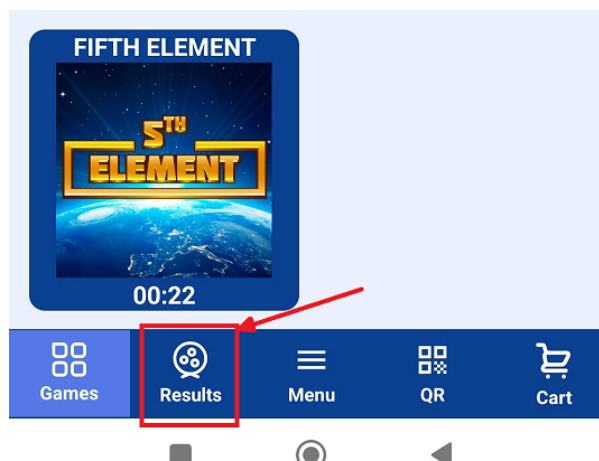 FIFTH ELEMENT
5TH
ELEMENT
00:22
Games
Results
Menu
QR
Cart